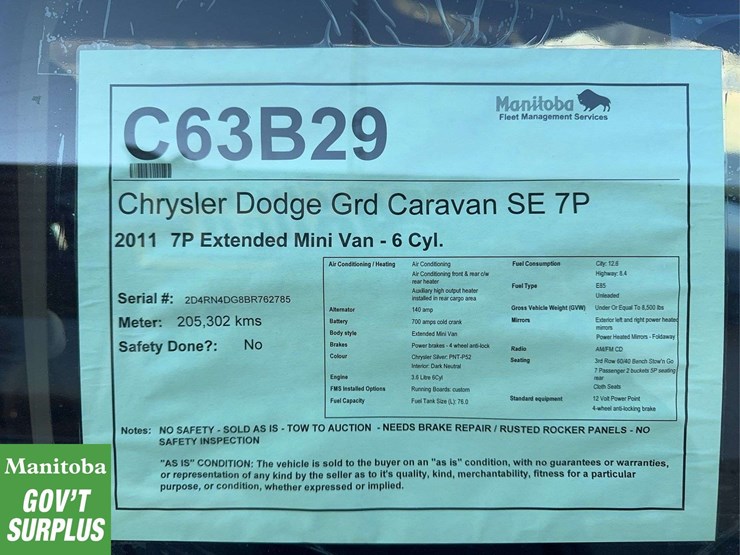 C63B29
Manitoba
Fleet Management Services
Chrysler Dodge Grd Caravan SE 7P
2011 7P Extended Mini Van - 6 Cyl.
Serial #: 2D4RN4DG8BR762785
Meter: 205,302 kms
Safety Done?: No
Air Conditioning / Heating Air Conditioning
Air Conditioning front & rear c/w
rear heater
Auxiliary high output heater
installed in rear cargo area
Alternator 140 amp
Battery 700 amps cold crank
Body style Extended Mini Van
Brakes Power brakes - 4 wheel anti-lock
Colour Chrysler Silver: PNT-P52
Interior: Dark Neutral
Engine 3.6 Litre 6Cyl
FMS Installed Options Running Boards: custom
Fuel Capacity Fuel Tank Size (L): 76.0
Fuel Consumption City: 12.6
Highway: 8.4
Fuel Type E85
Unleaded
Gross Vehicle Weight (GVW) Under Or Equal To 8,500 lbs
Mirrors Exterior left and right power heated
mirrors
Power Heated Mirrors - Foldaway
Radio AM/FM CD
Seating 3rd Row 60/40 Bench Stow'n Go
7 Passenger 2 buckets 5P seating
rear
Cloth Seats
Standard equipment 12 Volt Power Point
4-wheel anti-locking brake
Notes: NO SAFETY - SOLD AS IS - TOW TO AUCTION - NEEDS BRAKE REPAIR / RUSTED ROCKER PANELS - NO
SAFETY INSPECTION
"AS IS" CONDITION: The vehicle is sold to the buyer on an "as is" condition, with no guarantees or warranties,
or representation of any kind by the seller as to it's quality, kind, merchantability, fitness for a particular
purpose, or condition, whether expressed or implied.
Manitoba
GOV'T
SURPLUS